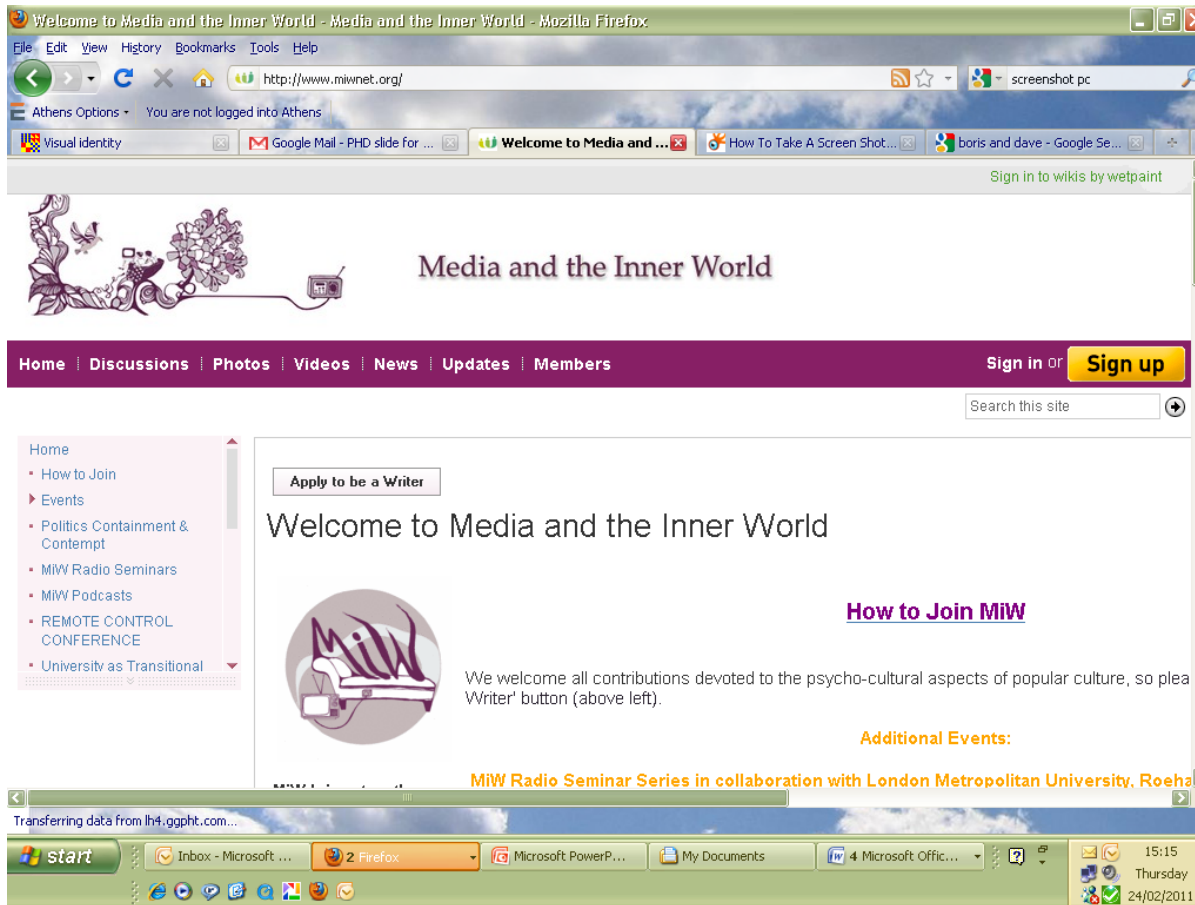 Welcome to Media and the Inner World - Media and the Inner World - Mozilla Firefox
File Edit View History Bookmarks Tools Help
http://www.miwnet.org/
screenshot pc
Athens Options You are not logged into Athens
Visual identity
Google Mail - PHD slide for ...
Welcome to Media and ...
How To Take A Screen Shot...
boris and dave - Google Se...
Sign in to wikis by wetpaint
Media and the Inner World
Home Discussions Photos Videos News Updates Members
Sign in or Sign up
Search this site
Home
How to Join
Events
Politics Containment &
Contempt
MiW Radio Seminars
MiW Podcasts
REMOTE CONTROL
CONFERENCE
University as Transitional
Apply to be a Writer
Welcome to Media and the Inner World
MiW
How to Join MiW
We welcome all contributions devoted to the psycho-cultural aspects of popular culture, so plea
Writer' button (above left).
Additional Events:
MiW Radio Seminar Series in collaboration with London Metropolitan University, Roeha
Transferring data from lh4.ggpht.com...
start
Inbox - Microsoft ...
2 Firefox
Microsoft PowerP...
My Documents
4 Microsoft Offic...
15:15
Thursday
24/02/2011